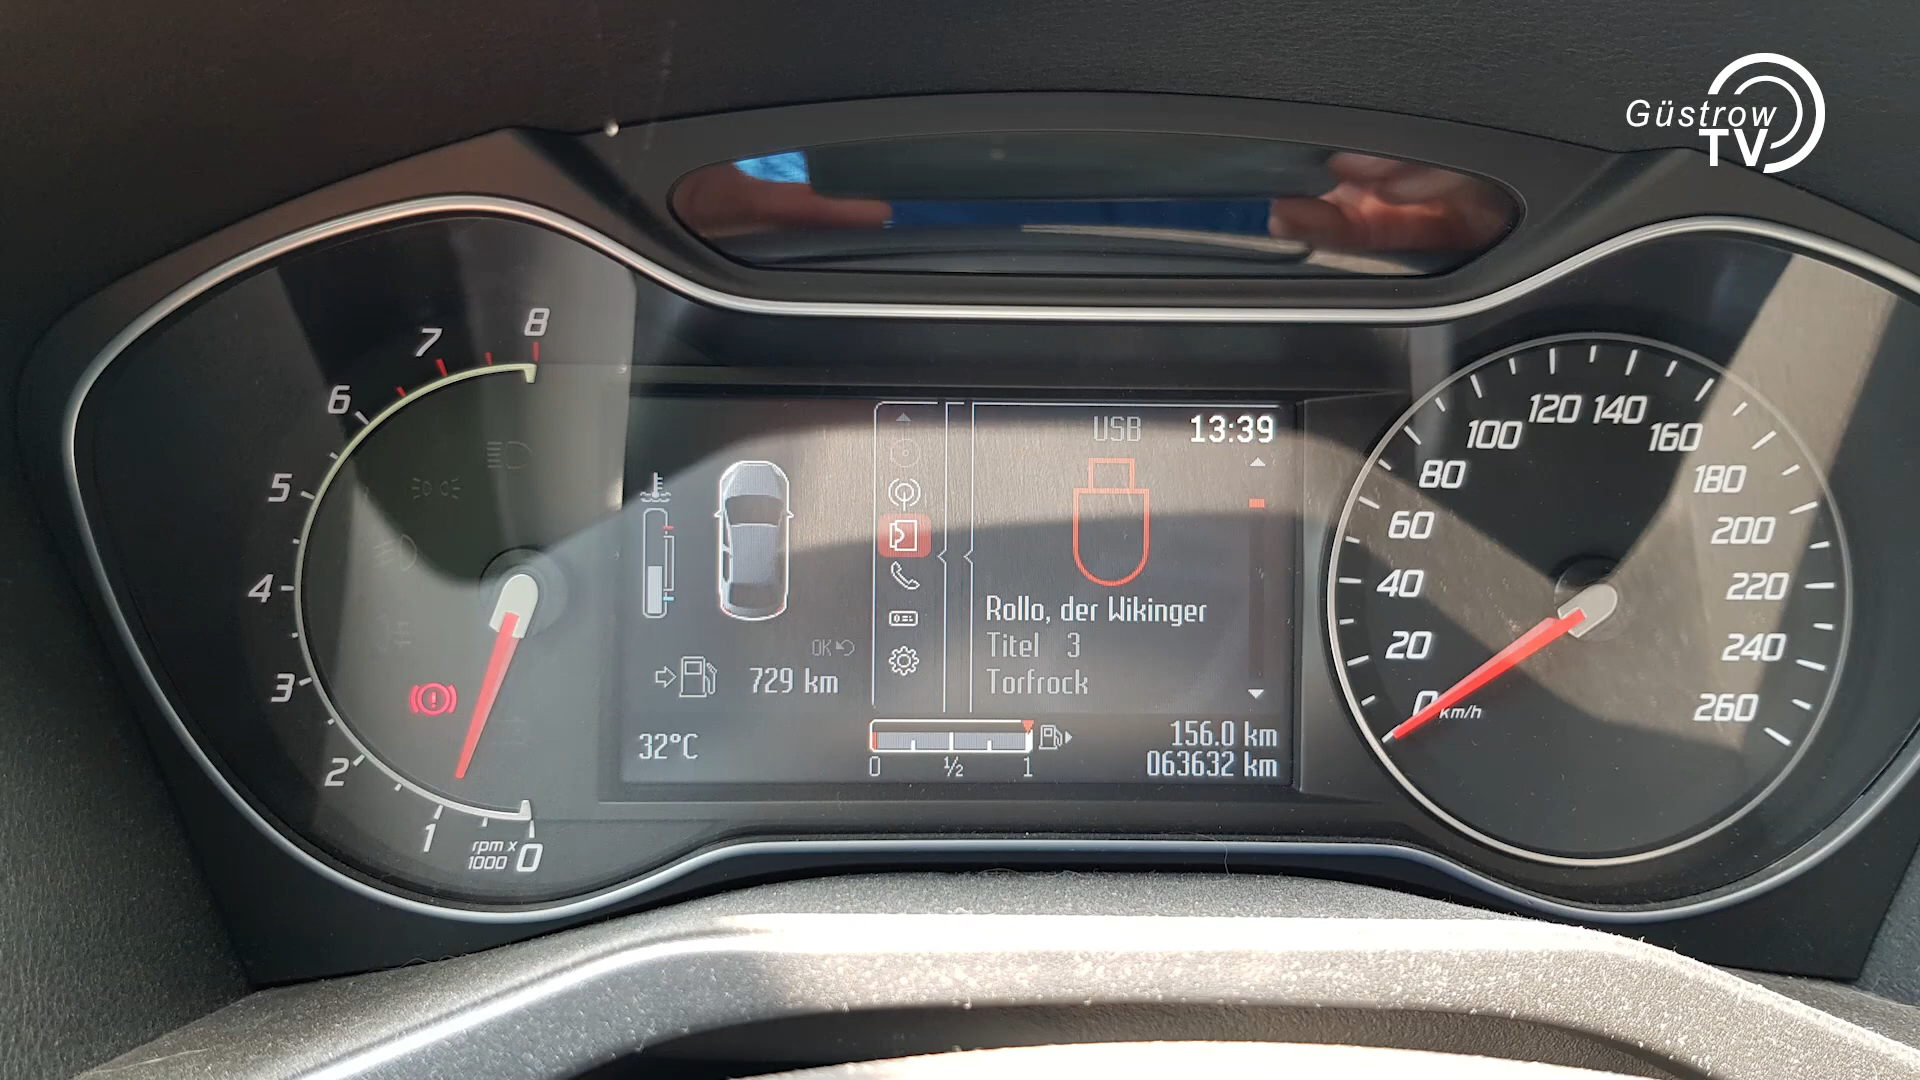 Güstrow
TV
8
7
6
5
4
3
2
1
rpm x
1000
0
USB
13:39
Rollo, der Wikinger
Titel 3
Torfrock
OK
729 km
32°C
0
½
1
156.0 km
063632 km
0
km/h
20
40
60
80
100
120
140
160
180
200
220
240
260